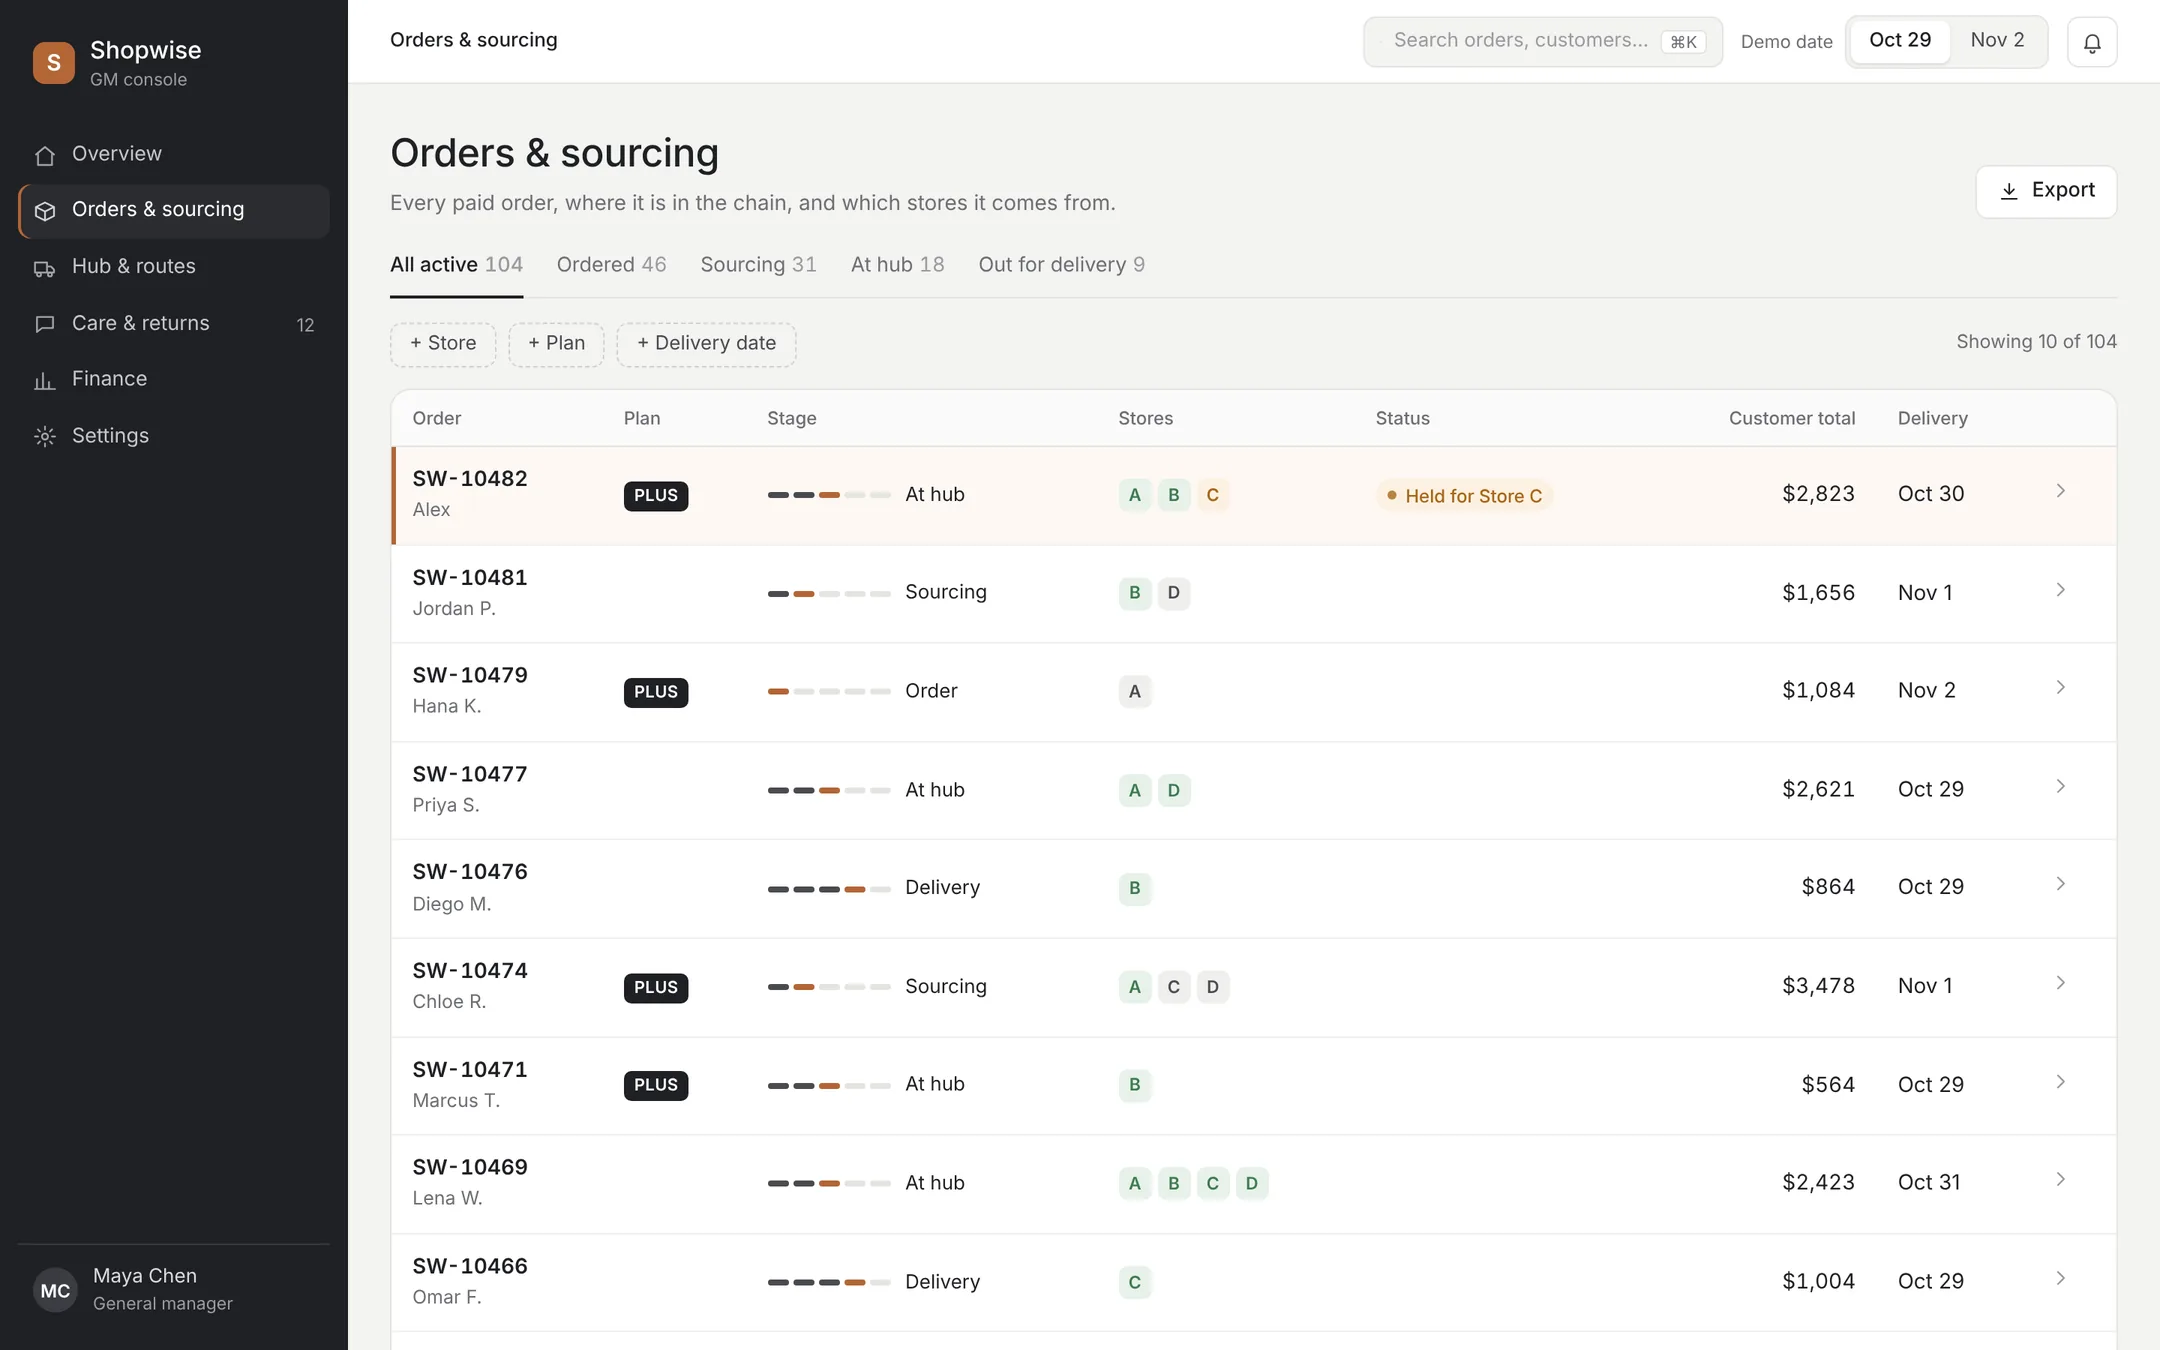 S
Shopwise
GM console
Overview
Orders & sourcing
Hub & routes
Care & returns 12
Finance
Settings
MC
Maya Chen
General manager
Orders & sourcing
Search orders, customers... ⌘K
Demo date
Oct 29
Nov 2
Orders & sourcing
Every paid order, where it is in the chain, and which stores it comes from.
Export
All active 104 Ordered 46 Sourcing 31 At hub 18 Out for delivery 9
+ Store + Plan + Delivery date
Showing 10 of 104
Order Plan Stage Stores Status Customer total Delivery
SW-10482
Alex
PLUS At hub A B C Held for Store C $2,823 Oct 30
SW-10481
Jordan P.
Sourcing B D $1,656 Nov 1
SW-10479
Hana K.
PLUS Order A $1,084 Nov 2
SW-10477
Priya S.
At hub A D $2,621 Oct 29
SW-10476
Diego M.
Delivery B $864 Oct 29
SW-10474
Chloe R.
PLUS Sourcing A C D $3,478 Nov 1
SW-10471
Marcus T.
PLUS At hub B $564 Oct 29
SW-10469
Lena W.
At hub A B C D $2,423 Oct 31
SW-10466
Omar F.
Delivery C $1,004 Oct 29